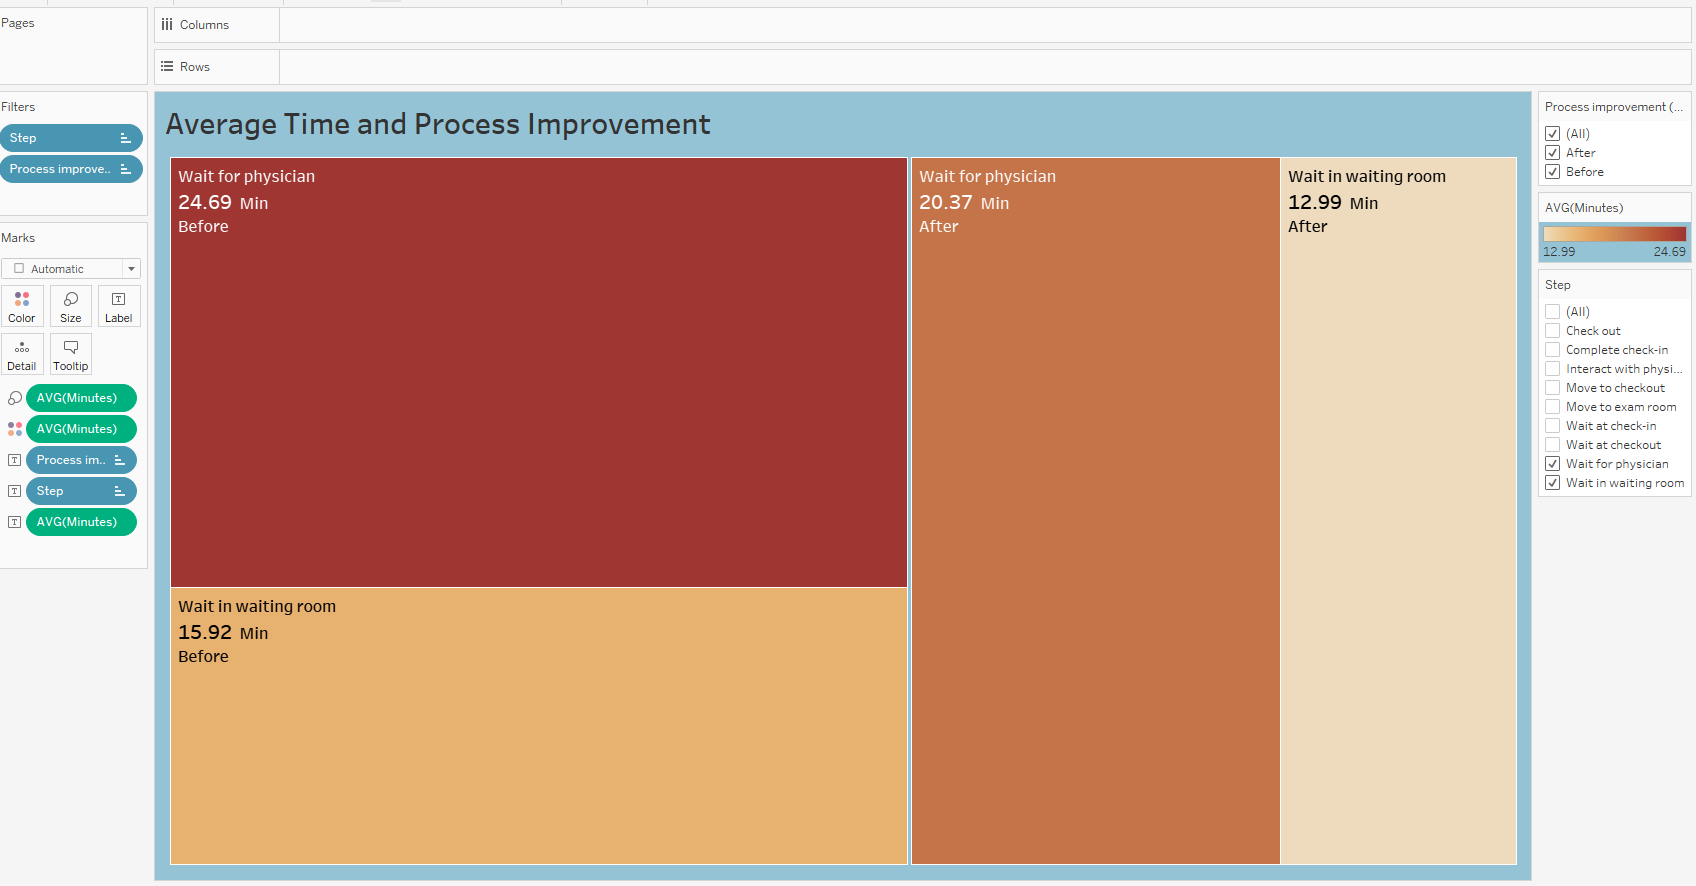 Pages
Columns
Rows
Filters
Step
Process improve..
Marks
Automatic
Color
Size
Label
Detail
Tooltip
AVG(Minutes)
AVG(Minutes)
Process im..
Step
AVG(Minutes)
Average Time and Process Improvement
Wait for physician
24.69 Min
Before
Wait in waiting room
15.92 Min
Before
Wait for physician
20.37 Min
After
Wait in waiting room
12.99 Min
After
Process improvement (...
(All)
After
Before
AVG(Minutes)
12.99 24.69
Step
(All)
Check out
Complete check-in
Interact with physi...
Move to checkout
Move to exam room
Wait at check-in
Wait at checkout
Wait for physician
Wait in waiting room